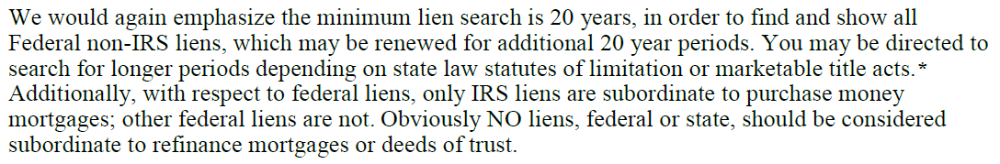 We would again emphasize the minimum lien search is 20 years, in order to find and show all
Federal non-IRS liens, which may be renewed for additional 20 year periods. You may be directed to
search for longer periods depending on state law statutes of limitation or marketable title acts.*
Additionally, with respect to federal liens, only IRS liens are subordinate to purchase money
mortgages; other federal liens are not. Obviously NO liens, federal or state, should be considered
subordinate to refinance mortgages or deeds of trust.